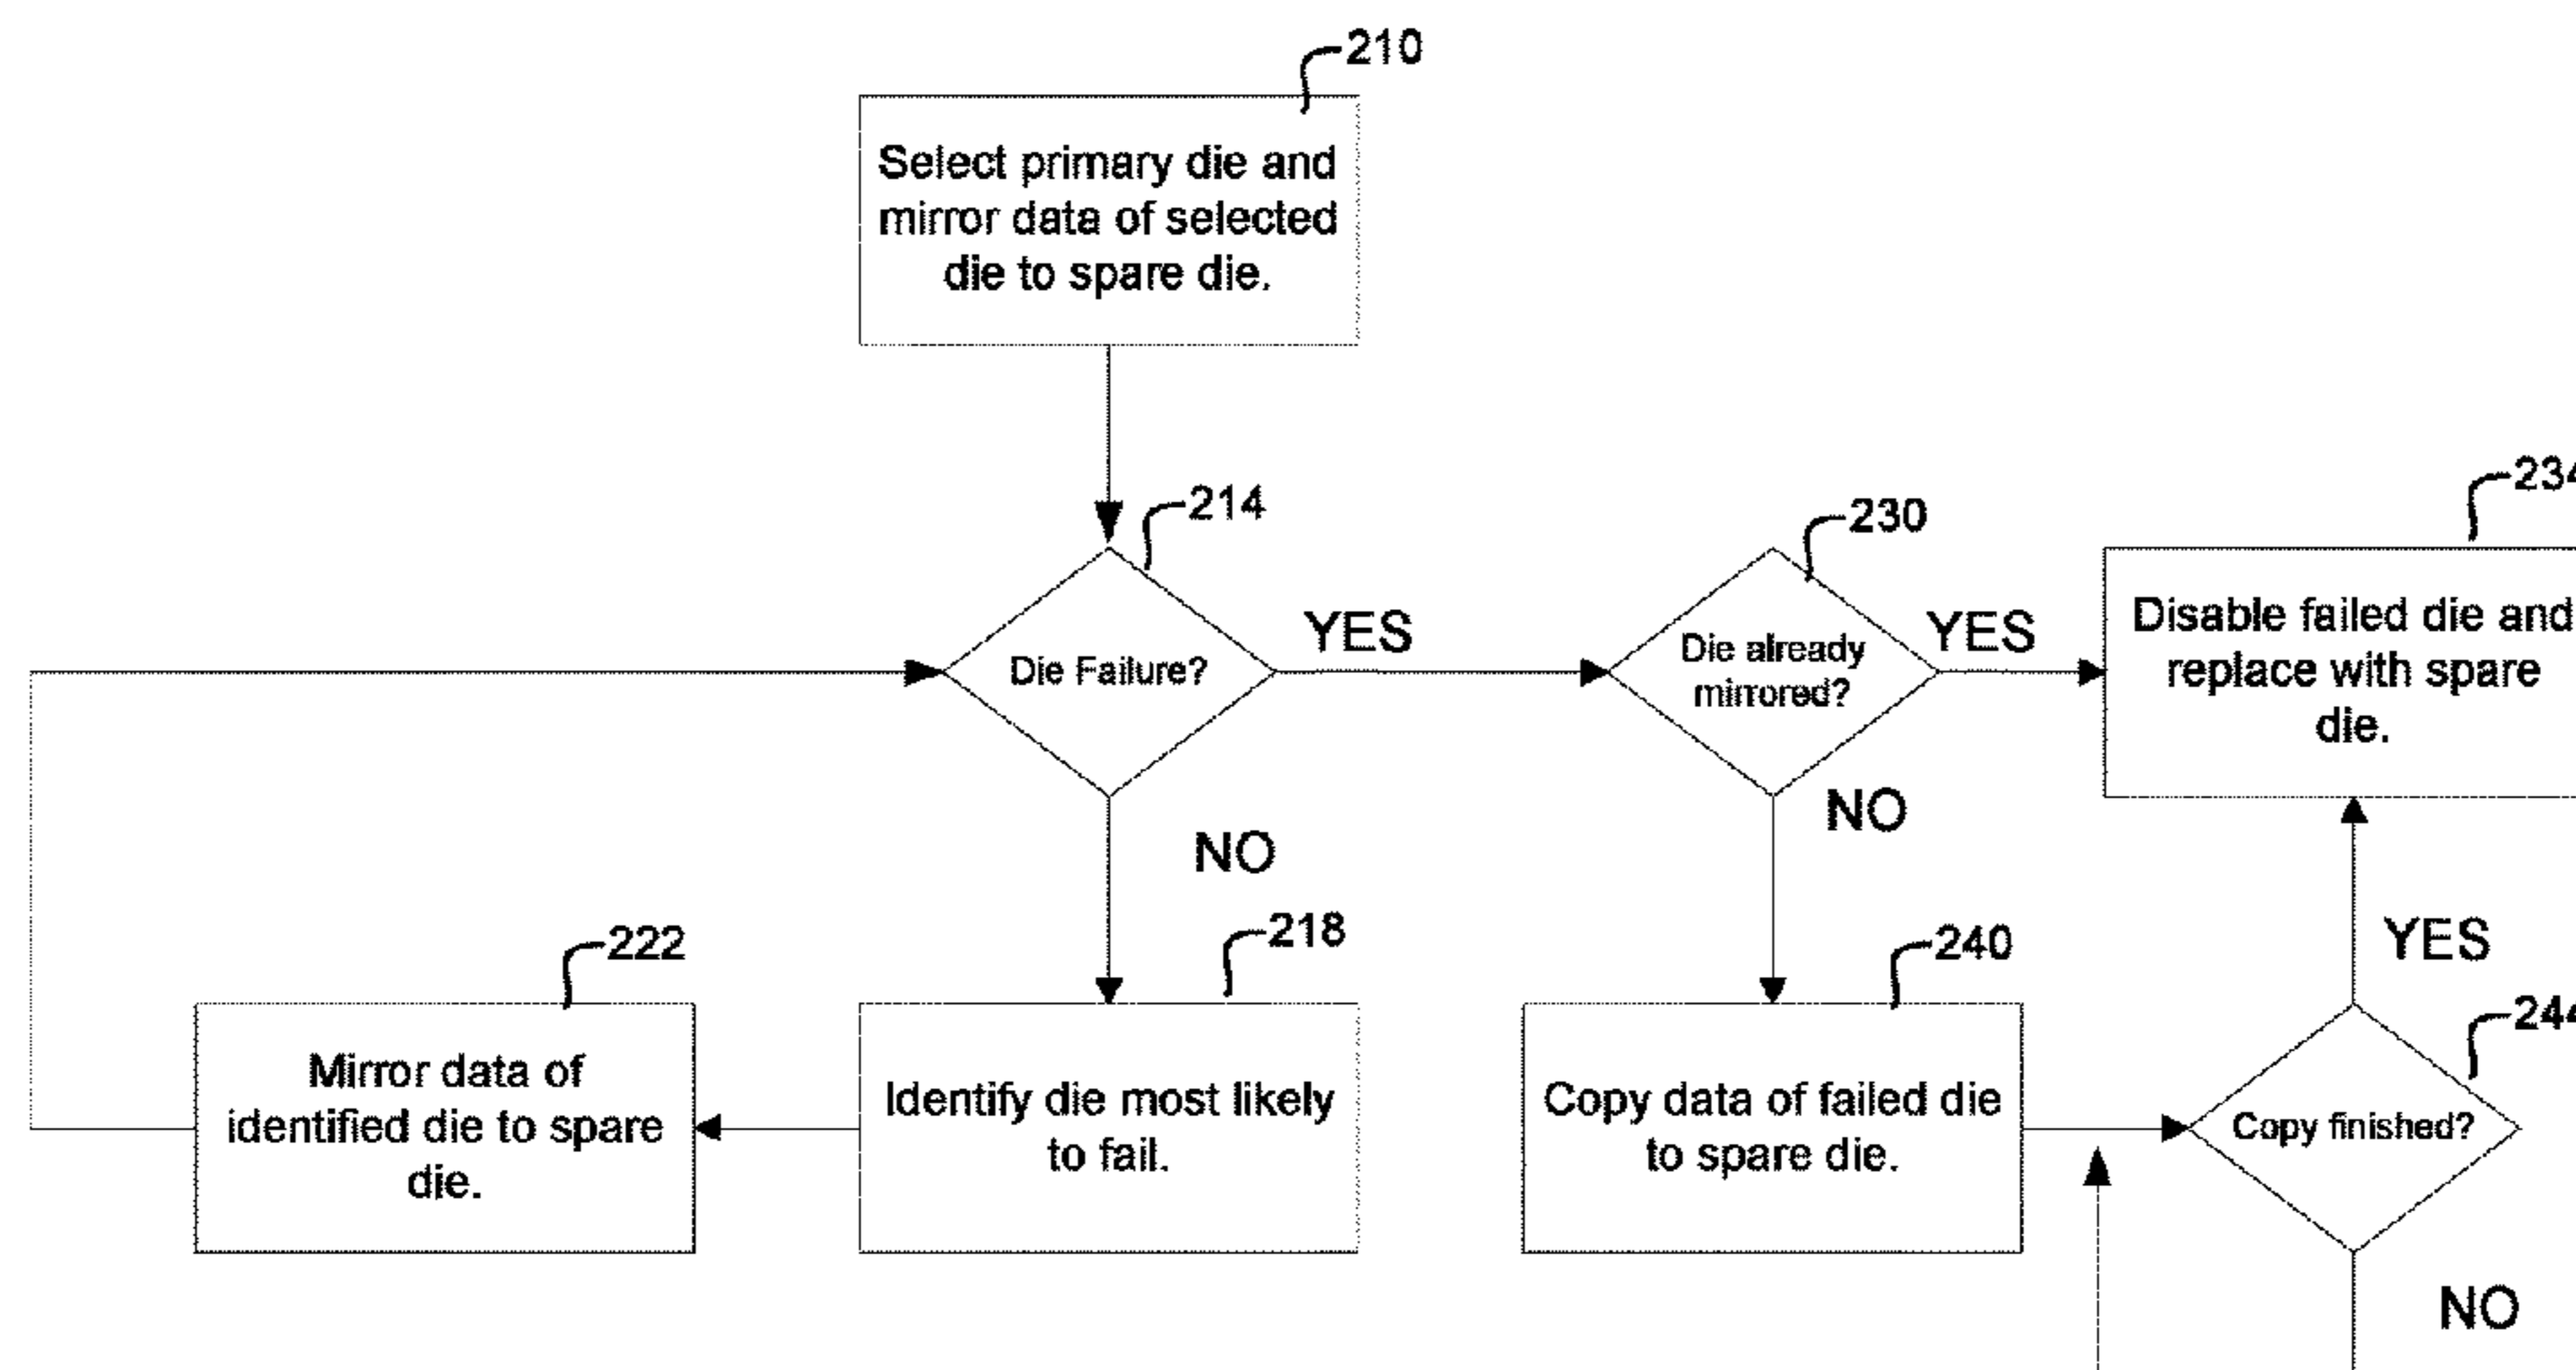 210
Select primary die and
mirror data of selected
die to spare die.
214
Die Failure?
YES
230
Die already
mirrored?
YES
234
Disable failed die and
replace with spare
die.
NO
NO
222
Mirror data of
identified die to spare
die.
218
Identify die most likely
to fail.
240
Copy data of failed die
to spare die.
YES
244
Copy finished?
NO